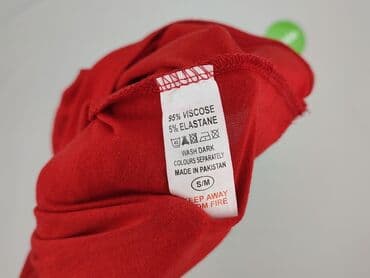 95% VISCOSE
5% ELASTANE
WASH DARK
COLOURS SEPARATELY
MADE IN PAKISTAN
S/M
KEEP AWAY
FROM FIRE